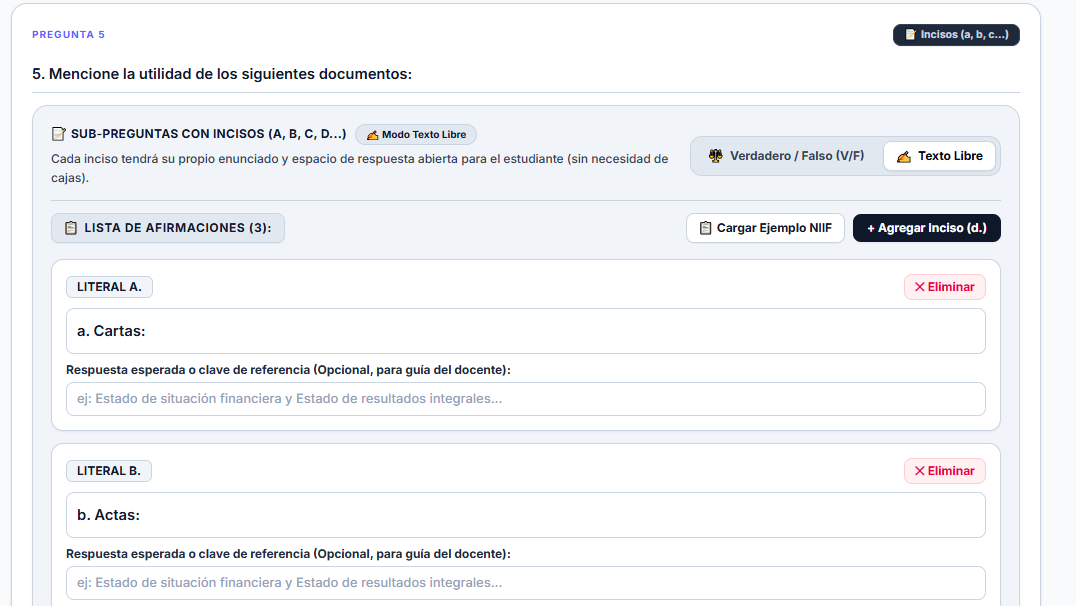 PREGUNTA 5
Incisos (a, b, c...)
5. Mencione la utilidad de los siguientes documentos:
SUB-PREGUNTAS CON INCISOS (A, B, C, D...)
Modo Texto Libre
Cada inciso tendrá su propio enunciado y espacio de respuesta abierta para el estudiante (sin necesidad de
cajas).
Verdadero / Falso (V/F)
Texto Libre
LISTA DE AFIRMACIONES (3):
Cargar Ejemplo NIIF
+ Agregar Inciso (d.)
LITERAL A.
Eliminar
a. Cartas:
Respuesta esperada o clave de referencia (Opcional, para guía del docente):
ej: Estado de situación financiera y Estado de resultados integrales...
LITERAL B.
Eliminar
b. Actas:
Respuesta esperada o clave de referencia (Opcional, para guía del docente):
ej: Estado de situación financiera y Estado de resultados integrales...